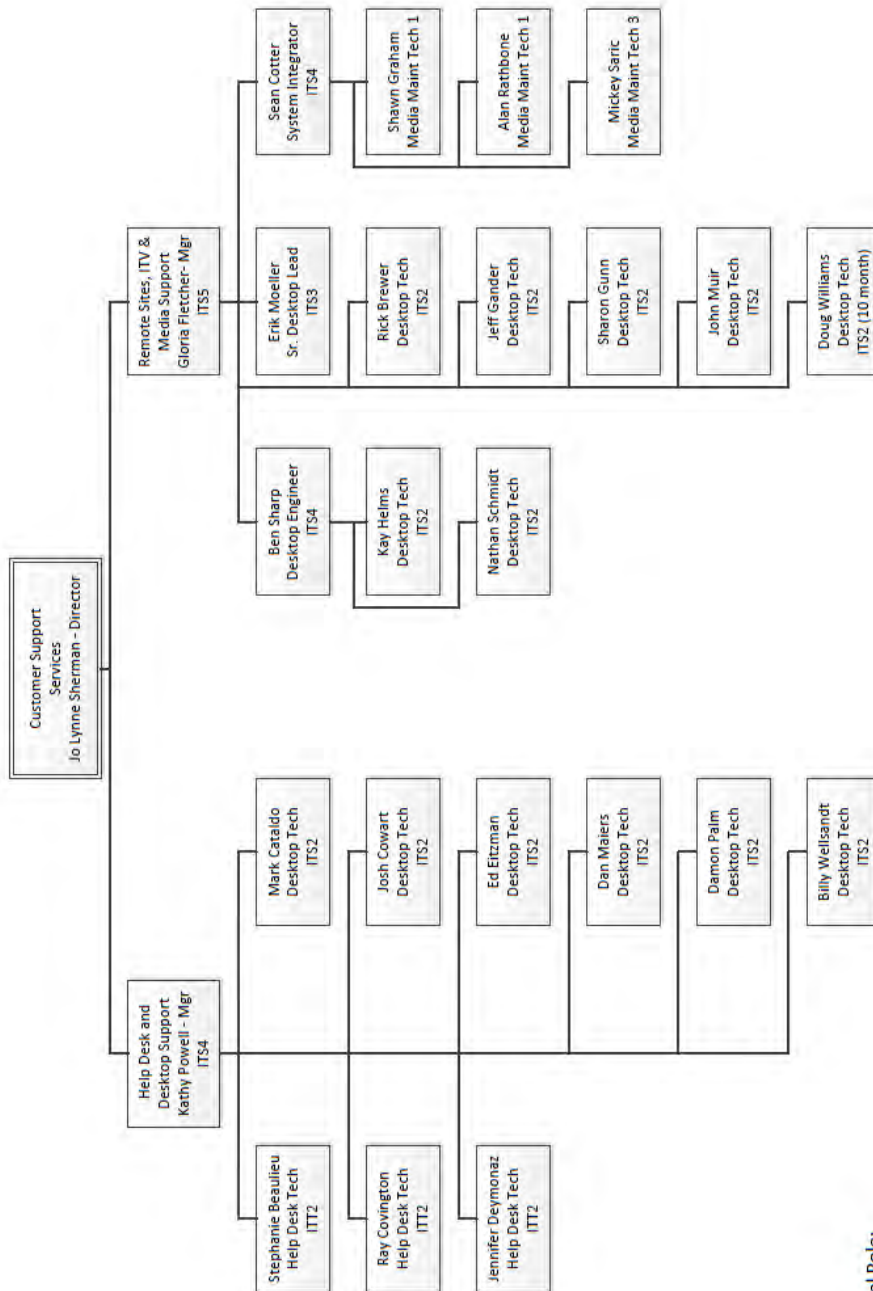 Customer Support
Services
Jo Lynne Sherman - Director
Help Desk and
Desktop Support
Kathy Powell - Mgr
ITS4
Remote Sites, ITV &
Media Support
Gloria Fletcher- Mgr
ITS5
Stephanie Beaulieu
Help Desk Tech
ITT2
Ray Covington
Help Desk Tech
ITT2
Jennifer Deymonaz
Help Desk Tech
ITT2
Mark Cataldo
Desktop Tech
ITS2
Josh Cowart
Desktop Tech
ITS2
Ed Eitzman
Desktop Tech
ITS2
Dan Maiers
Desktop Tech
ITS2
Damon Palm
Desktop Tech
ITS2
Billy Wellsandt
Desktop Tech
ITS2
Ben Sharp
Desktop Engineer
ITS4
Kay Helms
Desktop Tech
ITS2
Nathan Schmidt
Desktop Tech
ITS2
Erik Moeller
Sr. Desktop Lead
ITS3
Rick Brewer
Desktop Tech
ITS2
Jeff Gander
Desktop Tech
ITS2
Sharon Gunn
Desktop Tech
ITS2
John Muir
Desktop Tech
ITS2
Doug Williams
Desktop Tech
ITS2 (10 month)
Sean Cotter
System Integrator
ITS4
Shawn Graham
Media Maint Tech 1
Alan Rathbone
Media Maint Tech 1
Mickey Saric
Media Maint Tech 3